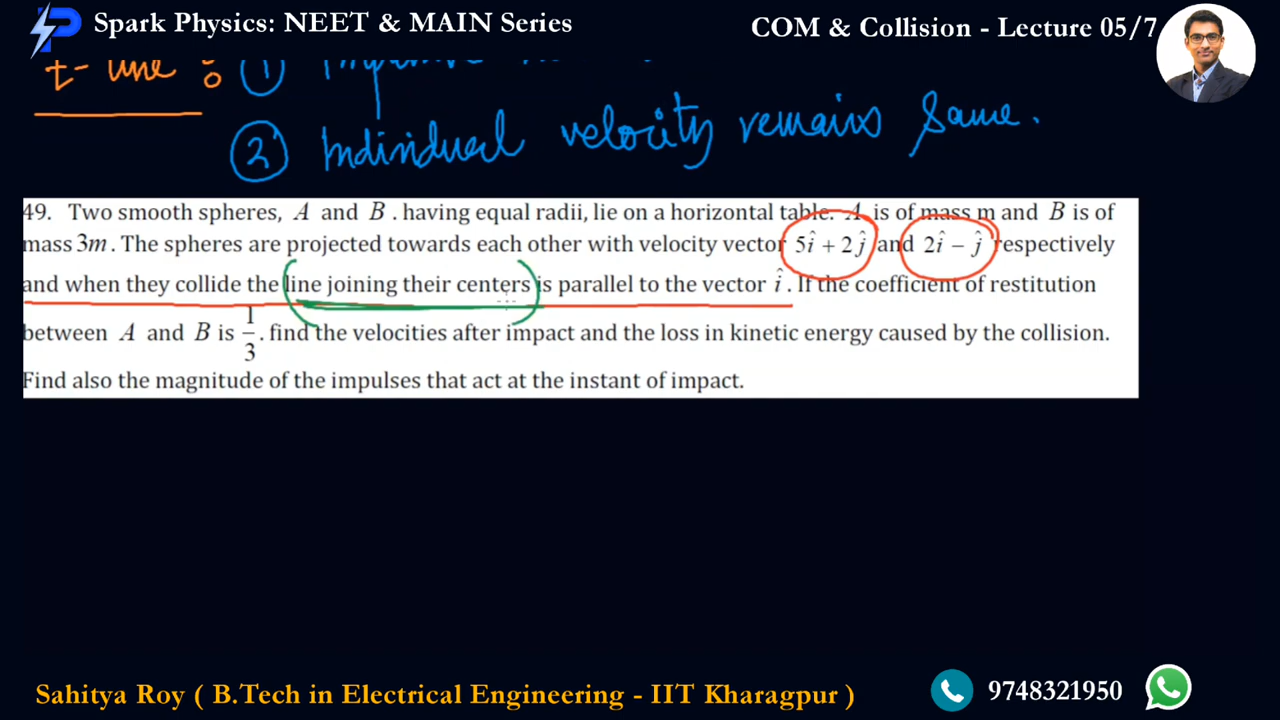 Spark Physics: NEET & MAIN Series
COM & Collision - Lecture 05/7
t-line : (1)
(2) Individual velocity remains same.
49. Two smooth spheres, A and B . having equal radii, lie on a horizontal table. A is of mass m and B is of
mass 3m. The spheres are projected towards each other with velocity vector 5î + 2ĵ and 2î − ĵ respectively
and when they collide the line joining their centers is parallel to the vector î. If the coefficient of restitution
between A and B is 1/3. find the velocities after impact and the loss in kinetic energy caused by the collision.
Find also the magnitude of the impulses that act at the instant of impact.
Sahitya Roy ( B.Tech in Electrical Engineering - IIT Kharagpur )
9748321950